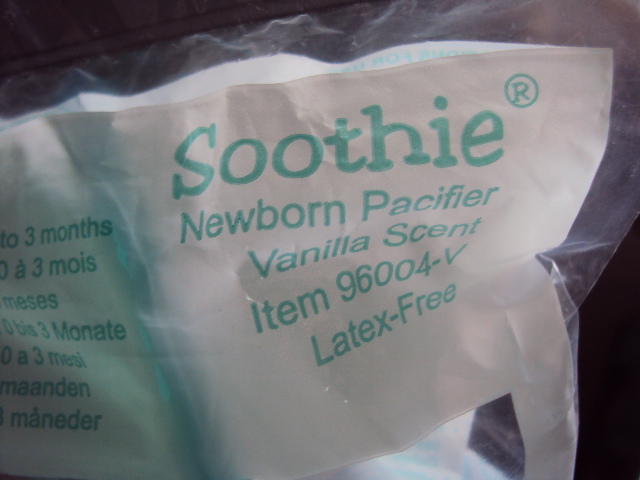 Soothie®
Newborn Pacifier
Vanilla Scent
Item 96004-V
Latex-Free
to 3 months
0 à 3 mois
meses
0 bis 3 Monate
0 a 3 mesi
maanden
3 måneder